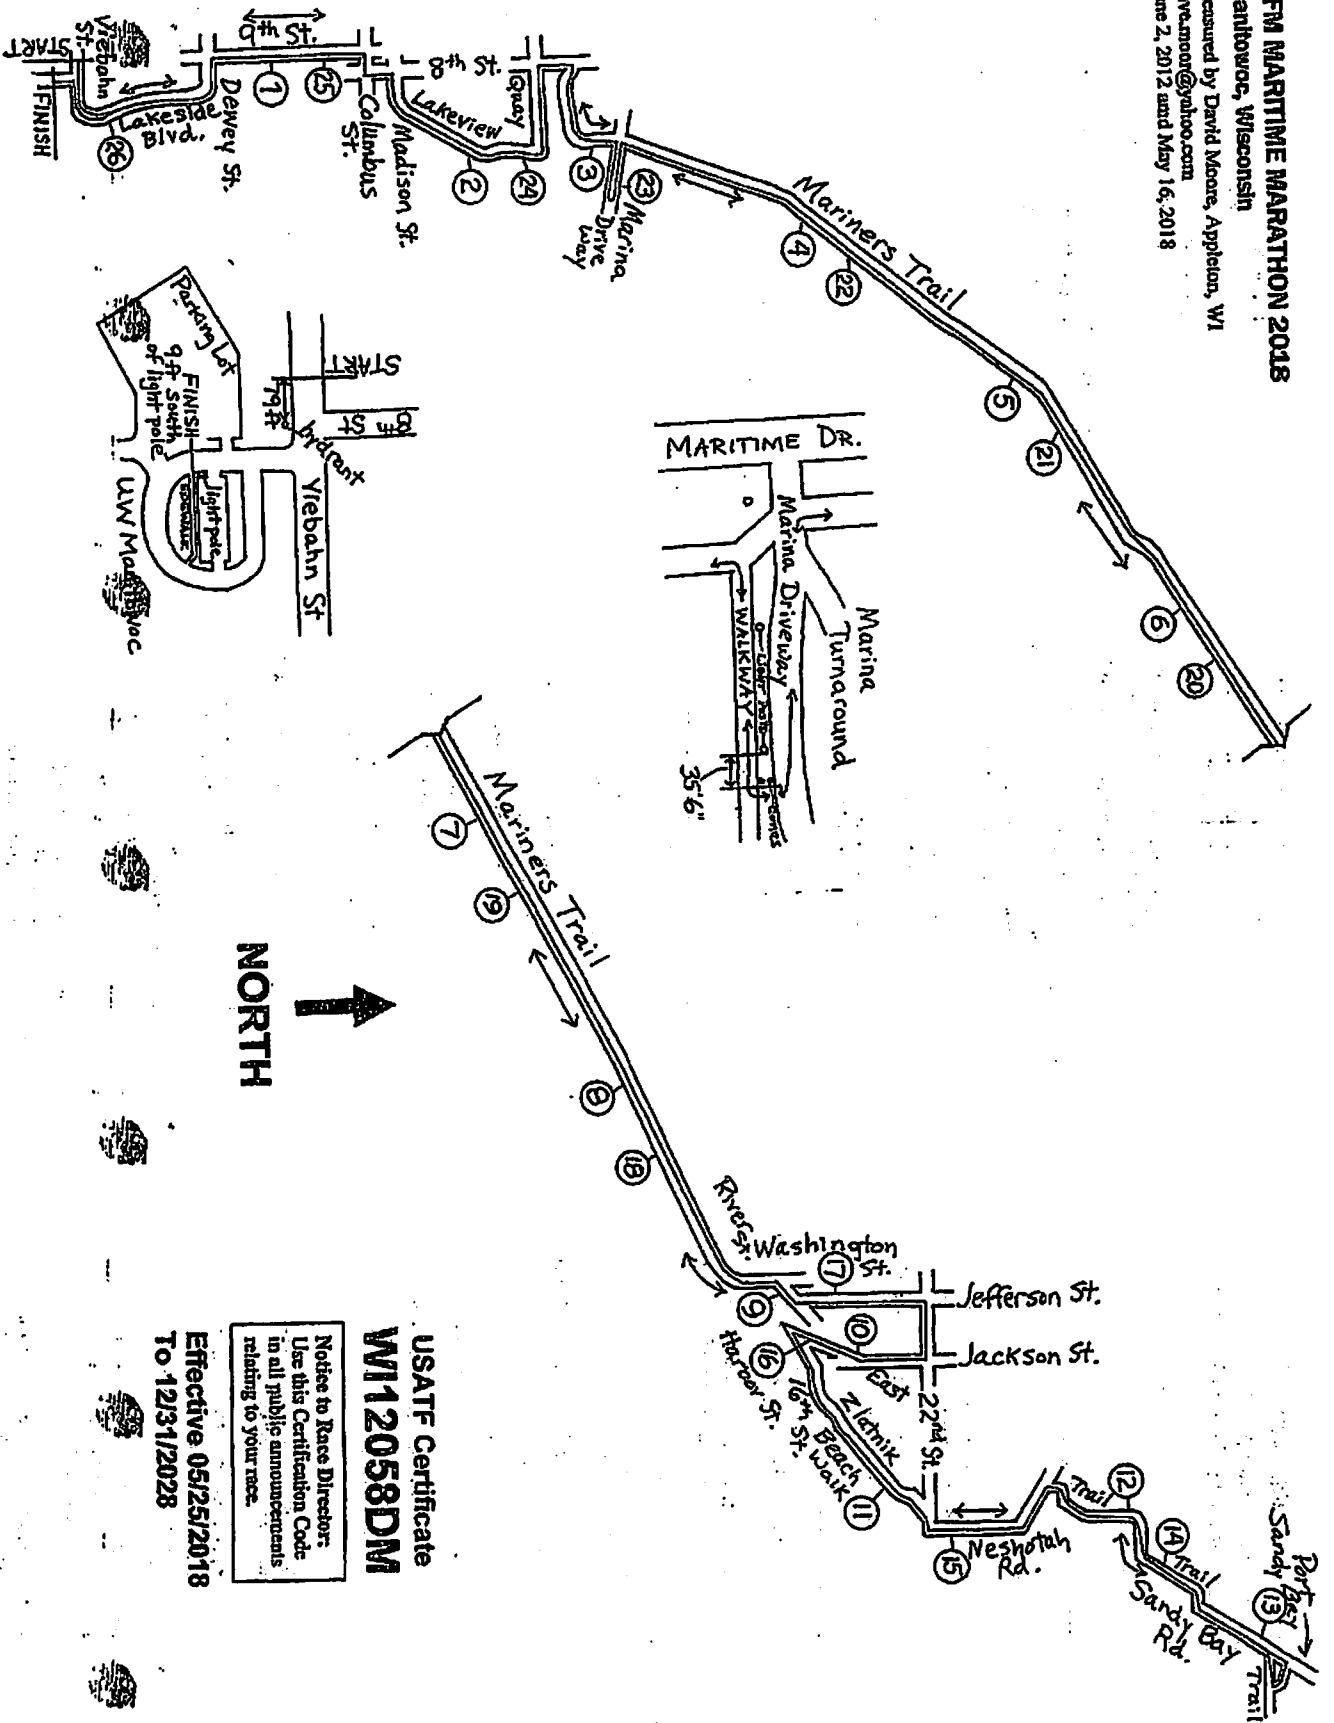 FM MARITIME MARATHON 2018
anitowoc, Wisconsin
easured by David Moore, Appleton, WI
ve.moon@yahoo.com
ne 2, 2012 amd May 16, 2018
START
FINISH
Viebahn
St.
Lakeside
Blvd.
26
Dewey St.
9th St.
1
25
Columbus
St.
8th St.
Madison St.
Lakeview
Quay
2
24
3
23
Marina
Drive
Way
Mariners Trail
4
22
5
21
6
20
MARITIME DR.
Marina
Turnaround
Marina Driveway
WALKWAY
Cones
35'6"
START
8th St
79 ft
hydrant
Viebahn St
Parking Lot
FINISH
9 ft South
of light pole
light pole
UW
Mariners Trail
7
19
8
18
River St.
Washington
St.
17
9
Jefferson St.
10
Jackson St.
16
East
Harbor St.
16th St.
Zlatnik
Beach
Walk
22nd St.
11
15
Neshotah
Rd.
Trail
12
14
Trail
Sandy Bay
Rd.
13
Port
Sandy Bay
Trail
NORTH
USATF Certificate
WI12058DM
Notice to Race Director:
Use this Certification Code
in all public announcements
relating to your race.
Effective 05/25/2018
To 12/31/2028